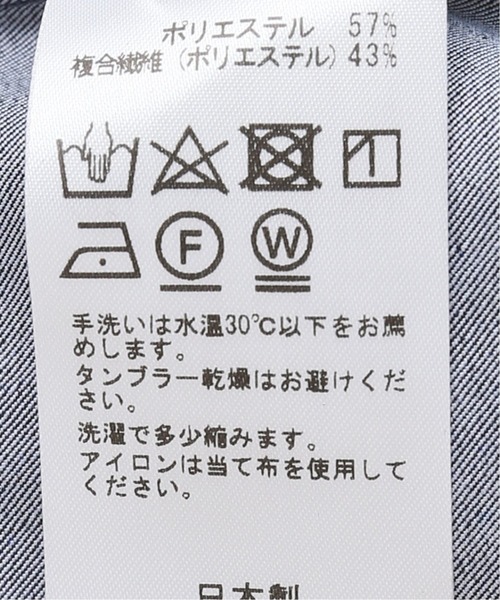 ポリエステル 57%
複合繊維（ポリエステル）43%
F
W
手洗いは水温30℃以下をお薦
めします。
タンブラー乾燥はお避けくだ
さい。
洗濯で多少縮みます。
アイロンは当て布を使用して
ください。
日本製